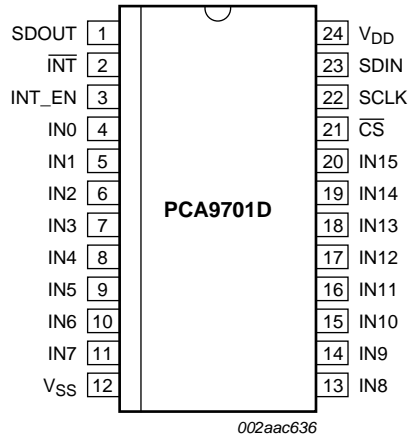 SDOUT 1 24 VDD
INT 2 23 SDIN
INT_EN 3 22 SCLK
IN0 4 21 CS
IN1 5 20 IN15
IN2 6 19 IN14
IN3 7 PCA9701D 18 IN13
IN4 8 17 IN12
IN5 9 16 IN11
IN6 10 15 IN10
IN7 11 14 IN9
VSS 12 13 IN8
002aac636